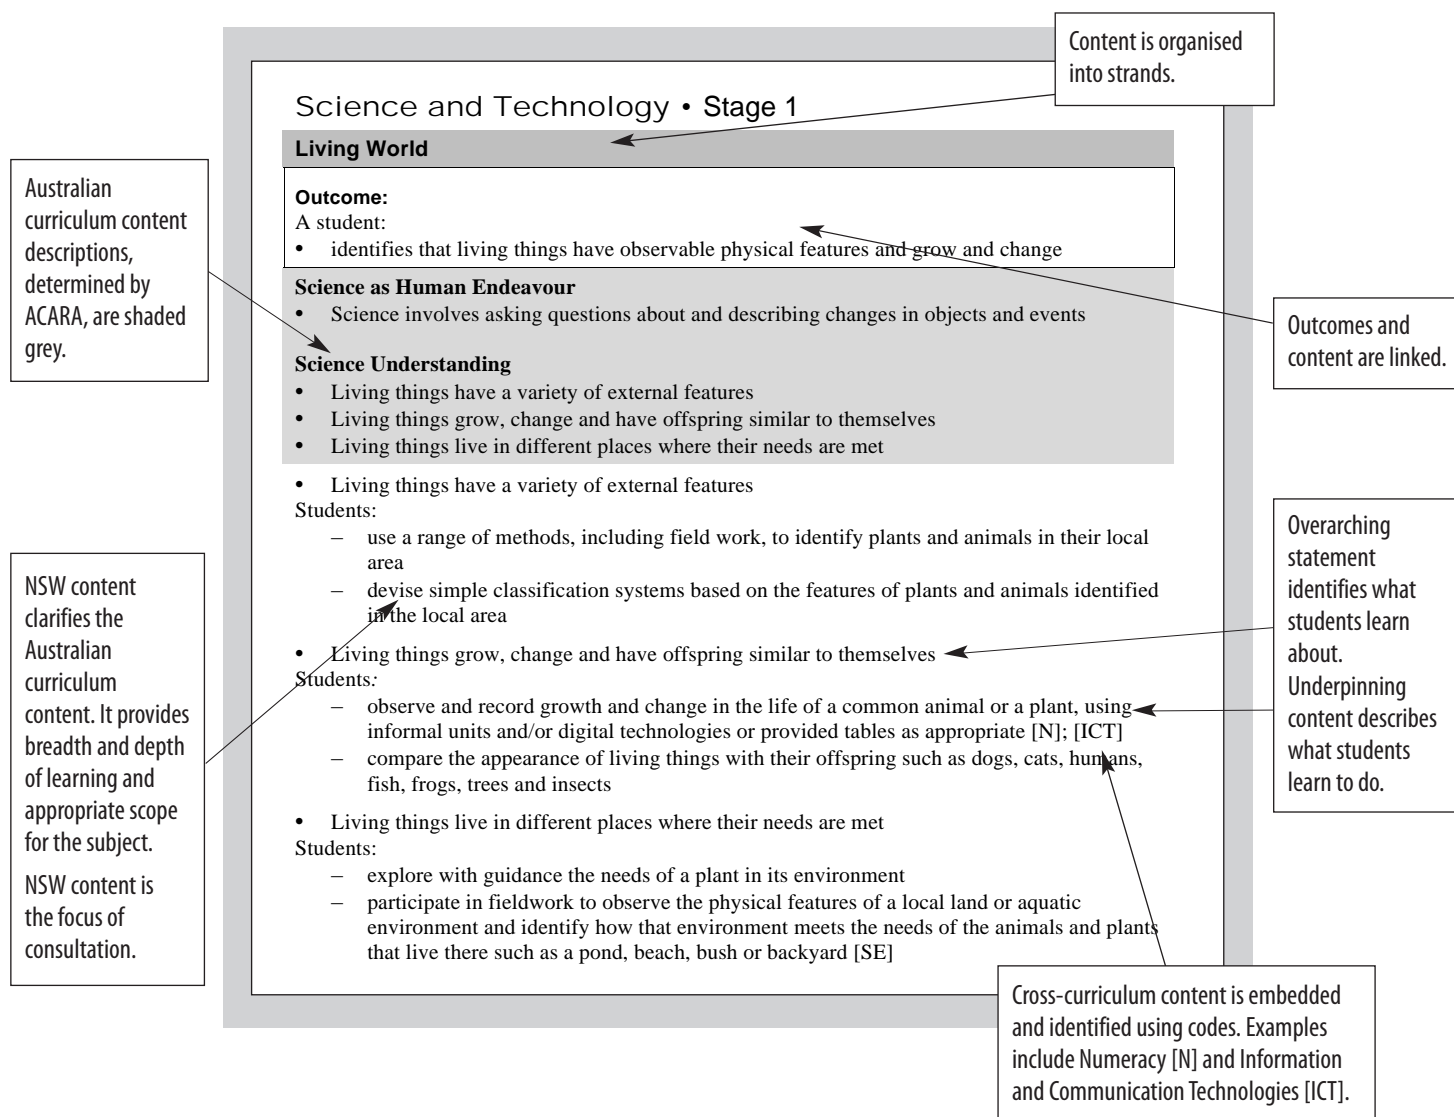 Content is organised
into strands.
Science and Technology • Stage 1
Living World
Australian
curriculum content
descriptions,
determined by
ACARA, are shaded
grey.
Outcome:
A student:
• identifies that living things have observable physical features and grow and change
Science as Human Endeavour
• Science involves asking questions about and describing changes in objects and events
Outcomes and
content are linked.
Science Understanding
• Living things have a variety of external features
• Living things grow, change and have offspring similar to themselves
• Living things live in different places where their needs are met
• Living things have a variety of external features
Students:
– use a range of methods, including field work, to identify plants and animals in their local
area
– devise simple classification systems based on the features of plants and animals identified
in the local area
NSW content
clarifies the
Australian
curriculum
content. It provides
breadth and depth
of learning and
appropriate scope
for the subject.
NSW content is
the focus of
consultation.
Overarching
statement
identifies what
students learn
about.
Underpinning
content describes
what students
learn to do.
• Living things grow, change and have offspring similar to themselves
Students:
– observe and record growth and change in the life of a common animal or a plant, using
informal units and/or digital technologies or provided tables as appropriate [N]; [ICT]
– compare the appearance of living things with their offspring such as dogs, cats, humans,
fish, frogs, trees and insects
• Living things live in different places where their needs are met
Students:
– explore with guidance the needs of a plant in its environment
– participate in fieldwork to observe the physical features of a local land or aquatic
environment and identify how that environment meets the needs of the animals and plants
that live there such as a pond, beach, bush or backyard [SE]
Cross-curriculum content is embedded
and identified using codes. Examples
include Numeracy [N] and Information
and Communication Technologies [ICT].